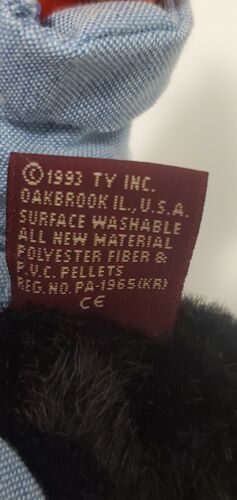 ©1993 TY INC.
OAKBROOK IL., U.S.A.
SURFACE WASHABLE
ALL NEW MATERIAL
POLYESTER FIBER &
P.V.C. PELLETS
REG. NO. PA-1965(KR)
CE